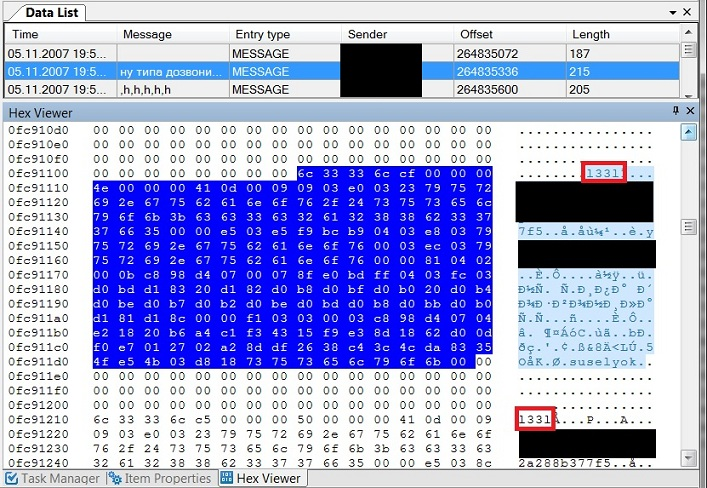 Data List
Time Message Entry type Sender Offset Length
05.11.2007 19:5... MESSAGE 264835072 187
05.11.2007 19:5... ну типа дозвони... MESSAGE 264835336 215
05.11.2007 19:5... ,h,h,h,h,h MESSAGE 264835600 205
Hex Viewer
0fc910d0 00 00 00 00 00 00 00 00 00 00 00 00 00 00 00 00 ................
0fc910e0 00 00 00 00 00 00 00 00 00 00 00 00 00 00 00 00 ................
0fc910f0 00 00 00 00 00 00 00 00 00 00 00 00 00 00 00 00 ................
0fc91100 00 00 00 00 00 00 00 00 6c 33 33 6c cf 00 00 00 ........l33l....
0fc91110 4e 00 00 00 41 0d 00 09 09 03 e0 03 23 79 75 72
0fc91120 69 2e 67 75 62 61 6e 6f 76 2f 24 73 75 73 65 6c
0fc91130 79 6f 6b 3b 63 63 33 63 32 61 32 38 38 62 33 37
0fc91140 37 66 35 00 00 e5 03 e5 f9 bc b9 04 03 e8 03 79 7f5..å.åù¼¹..è.y
0fc91150 75 72 69 2e 67 75 62 61 6e 6f 76 00 00 ec 03 79
0fc91160 75 72 69 2e 67 75 62 61 6e 6f 76 00 00 81 04 02
0fc91170 00 00 bc c8 98 d4 07 00 07 8f e0 bd ff 04 03 fc 03
0fc91180 d0 bd d1 83 20 d1 82 d0 b8 d0 bf d0 b0 20 d0 b4
0fc91190 d0 be d0 b7 d0 b2 d0 be d0 bd d0 b8 d0 bb d0 b0
0fc911a0 d1 81 d1 8c 00 00 f1 03 03 00 03 c8 98 d4 07 04
0fc911b0 e2 18 20 b6 a4 c1 f3 43 15 f9 e3 8d 18 62 d0 0d
0fc911c0 f0 e7 01 27 02 a2 8d df 26 38 c4 3c 4c da 83 35
0fc911d0 4f e5 4b 03 d8 18 73 75 73 65 6c 79 6f 6b 00 00 OåK.Ø.suselyok..
0fc911e0 00 00 00 00 00 00 00 00 00 00 00 00 00 00 00 00 ................
0fc911f0 00 00 00 00 00 00 00 00 00 00 00 00 00 00 00 00 ................
0fc91200 00 00 00 00 00 00 00 00 00 00 00 00 00 00 00 00 ................
0fc91210 6c 33 33 6c c5 00 00 00 50 00 00 00 41 0d 00 09 l33lÅ...P...A...
0fc91220 09 03 e0 03 23 79 75 72 69 2e 67 75 62 61 6e 6f
0fc91230 76 2f 24 73 75 73 65 6c 79 6f 6b 3b 63 63 33 63
0fc91240 32 61 32 38 38 62 33 37 37 66 35 00 00 e5 03 8c 2a288b377f5..å..
Task Manager Item Properties Hex Viewer